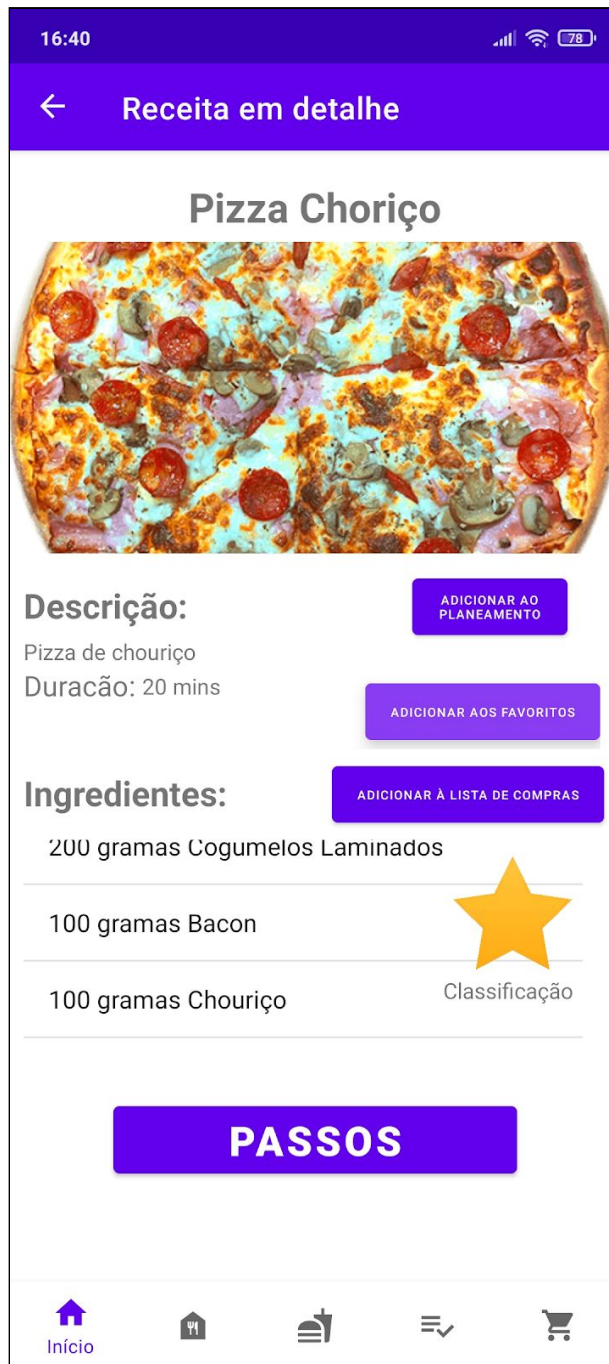 16:40
78
Receita em detalhe
Pizza Choriço
Descrição:
ADICIONAR AO
PLANEAMENTO
Pizza de chouriço
Duracão: 20 mins
ADICIONAR AOS FAVORITOS
Ingredientes:
ADICIONAR À LISTA DE COMPRAS
200 gramas Cogumelos Laminados
100 gramas Bacon
100 gramas Chouriço
Classificação
PASSOS
Início